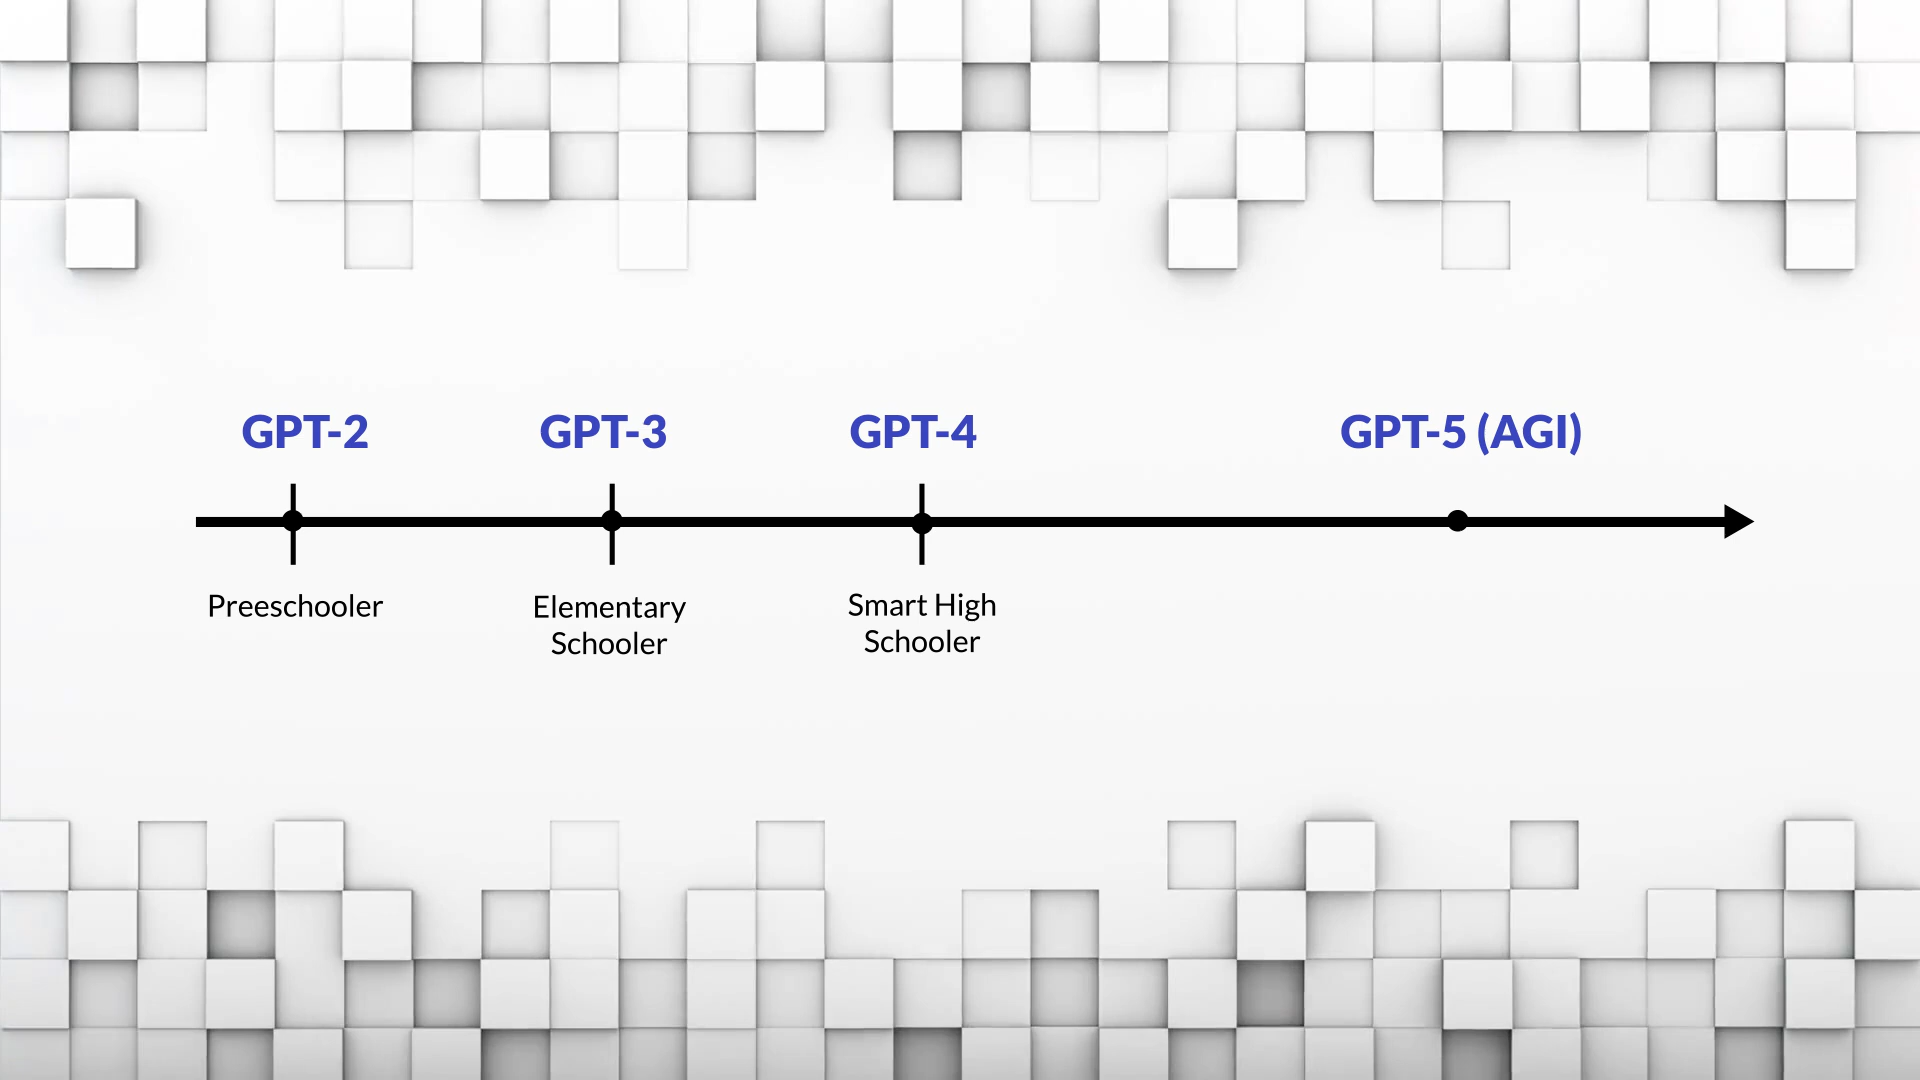 GPT-2
GPT-3
GPT-4
GPT-5 (AGI)
Preeschooler
Elementary
Schooler
Smart High
Schooler